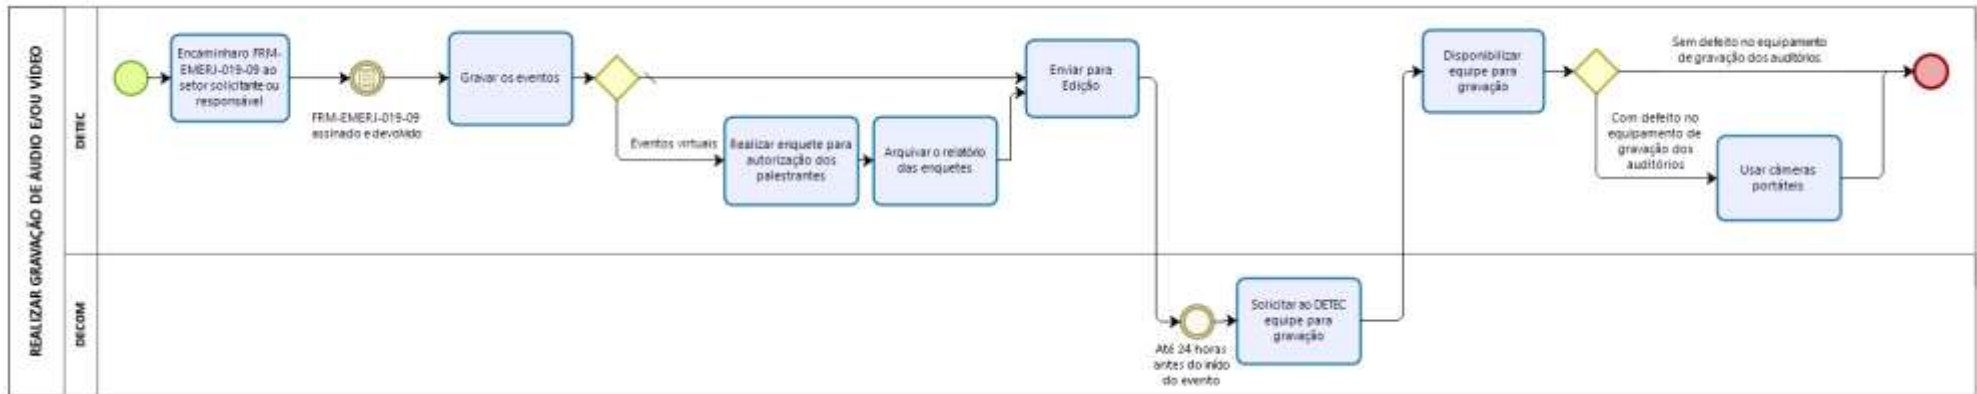 REALIZAR GRAVAÇÃO DE ÁUDIO E/OU VÍDEO
DETEC
Encaminharo FRM-
EMERJ-019-09 ao
setor solicitante ou
responsável
FRM-EMERJ-019-09
assinado e devolvido
Gravar os eventos
Eventos virtuais
Realizar enquete para
autorização dos
palestrantes
Arquivar o relatório
das enquetes
Enviar para
Edição
Disponibilizar
equipe para
gravação
Sem defeito no equipamento
de gravação dos auditórios
Com defeito no
equipamento de
gravação dos
auditórios
Usar câmeras
portáteis
DECOM
Até 24 horas
antes do início
do evento
Solicitar ao DETEC
equipe para
gravação